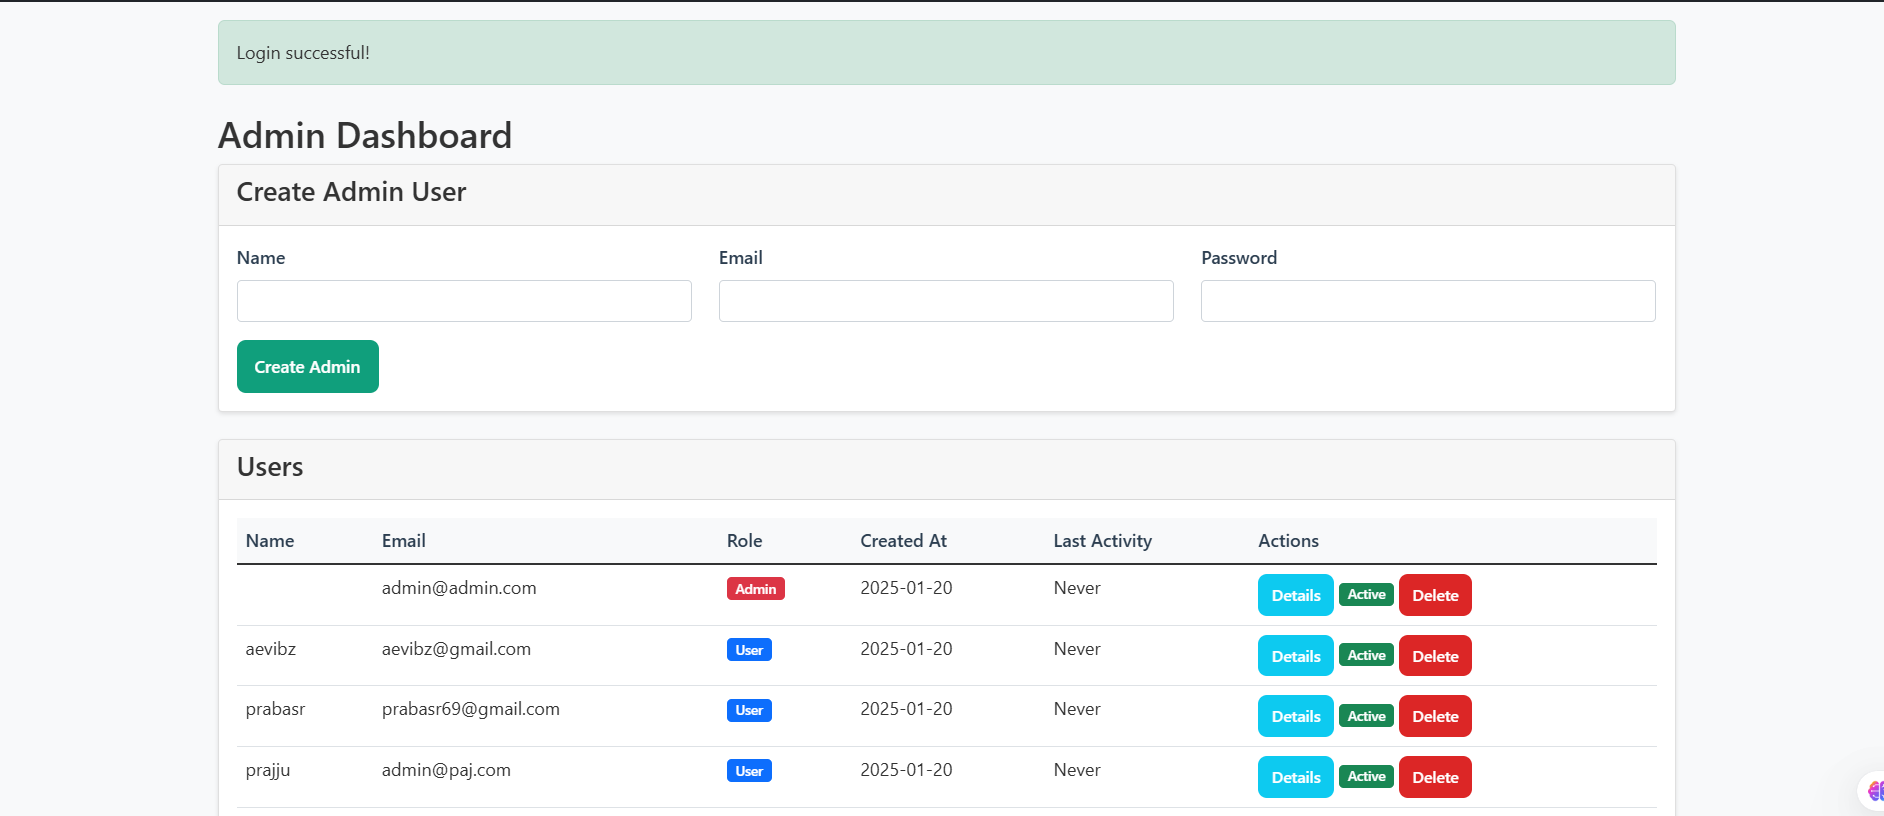 Login successful!
Admin Dashboard
Create Admin User
Name Email Password
Create Admin
Users
Name Email Role Created At Last Activity Actions
admin@admin.com Admin 2025-01-20 Never Details Active Delete
aevibz aevibz@gmail.com User 2025-01-20 Never Details Active Delete
prabasr prabasr69@gmail.com User 2025-01-20 Never Details Active Delete
prajju admin@paj.com User 2025-01-20 Never Details Active Delete